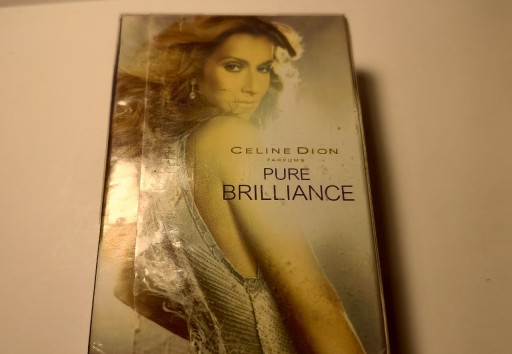 CELINE DION
PARFUMS
PURE
BRILLIANCE